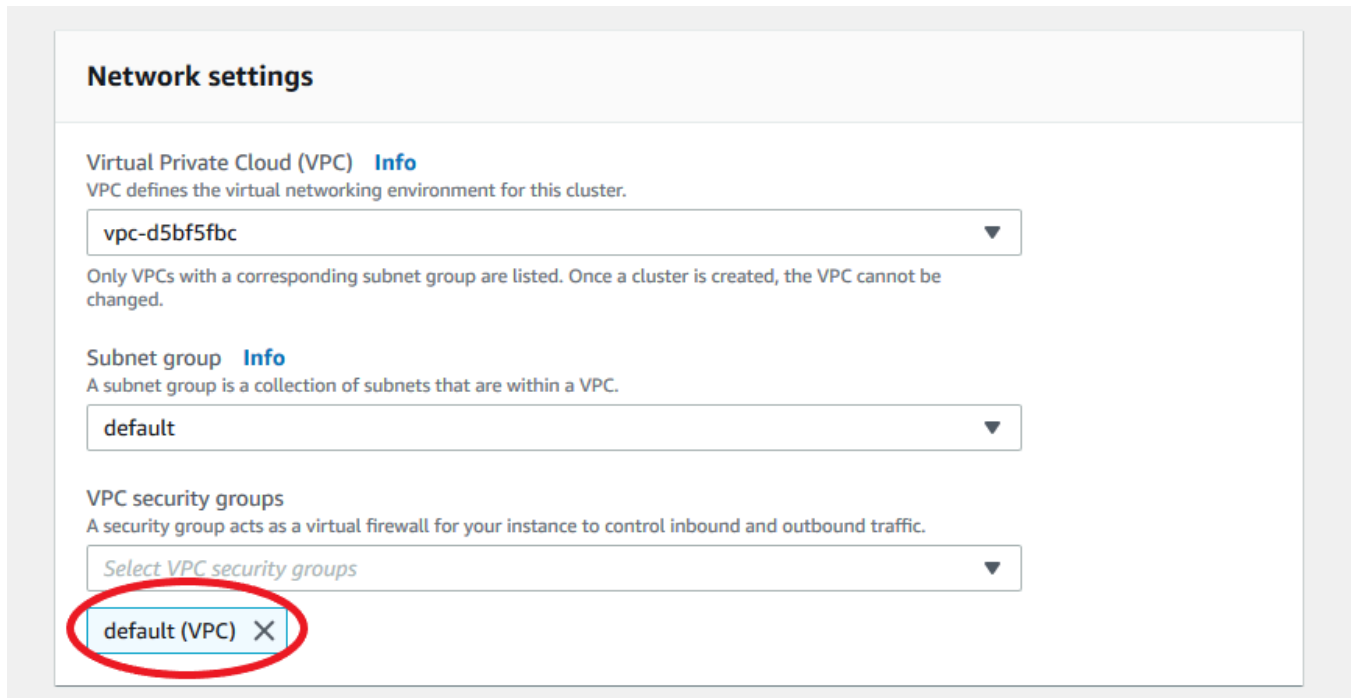 Network settings
Virtual Private Cloud (VPC) Info
VPC defines the virtual networking environment for this cluster.
vpc-d5bf5fbc
Only VPCs with a corresponding subnet group are listed. Once a cluster is created, the VPC cannot be
changed.
Subnet group Info
A subnet group is a collection of subnets that are within a VPC.
default
VPC security groups
A security group acts as a virtual firewall for your instance to control inbound and outbound traffic.
Select VPC security groups
default (VPC)